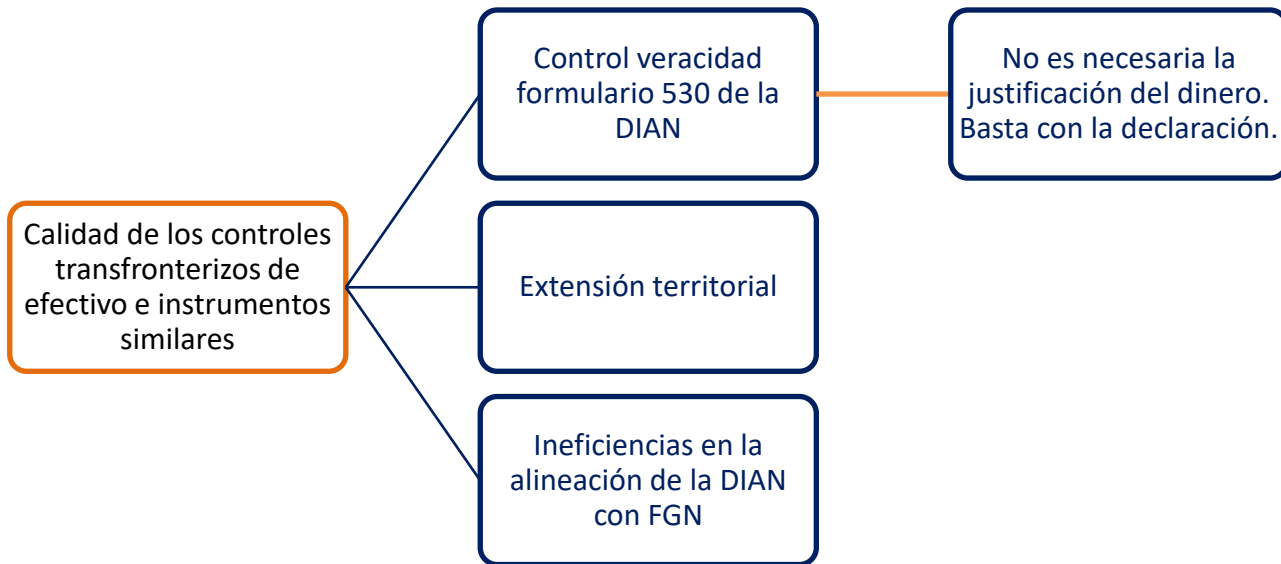 Calidad de los controles
transfronterizos de
efectivo e instrumentos
similares
Control veracidad
formulario 530 de la
DIAN
No es necesaria la
justificación del dinero.
Basta con la declaración.
Extensión territorial
Ineficiencias en la
alineación de la DIAN
con FGN